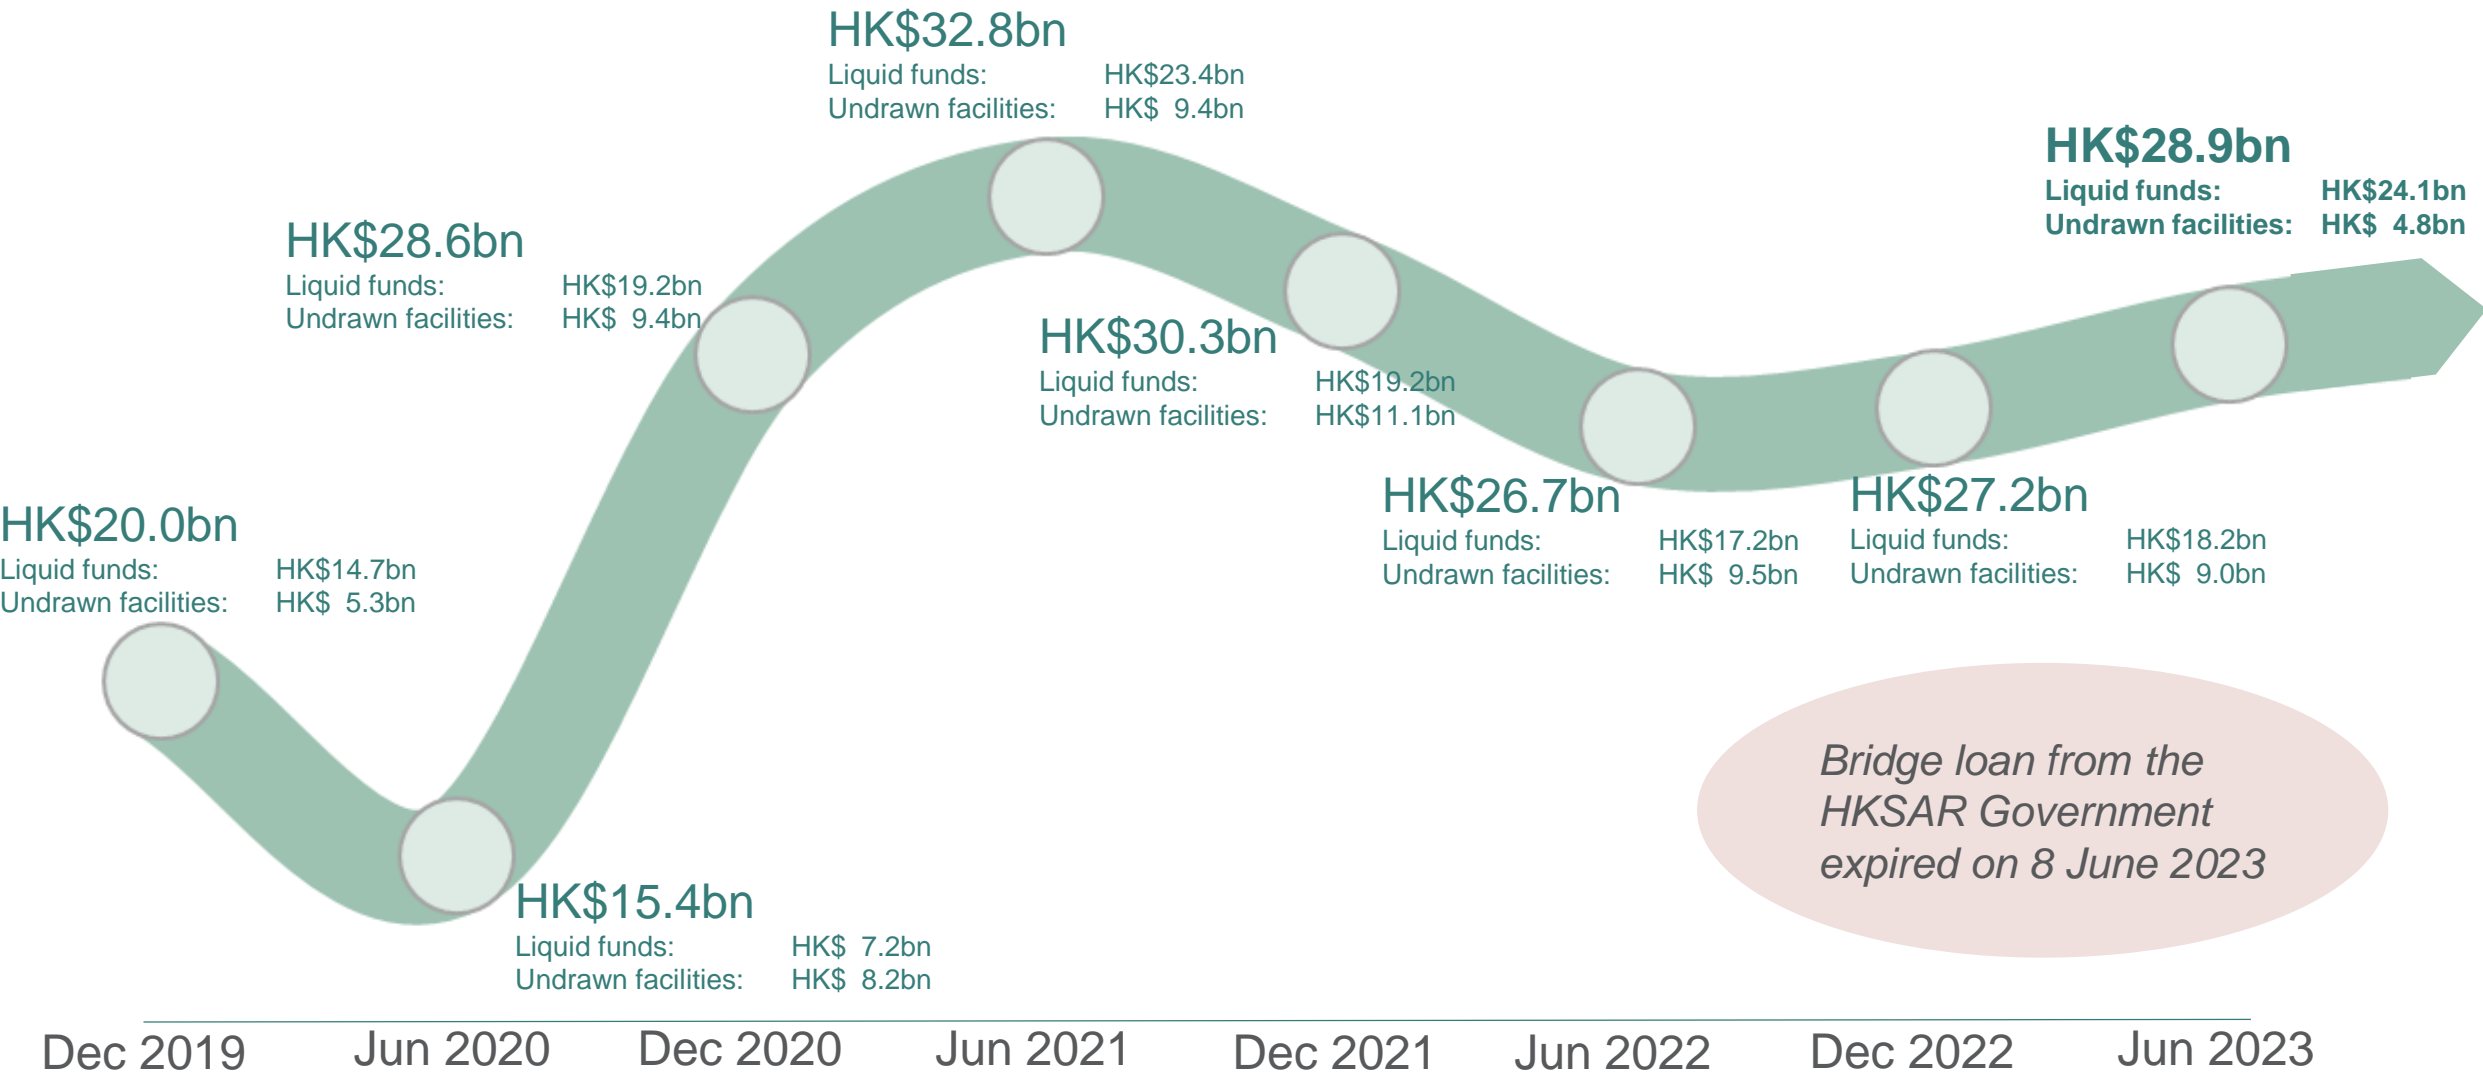 HK$32.8bn
Liquid funds: HK$23.4bn
Undrawn facilities: HK$ 9.4bn
HK$28.9bn
Liquid funds: HK$24.1bn
Undrawn facilities: HK$ 4.8bn
HK$28.6bn
Liquid funds: HK$19.2bn
Undrawn facilities: HK$ 9.4bn
HK$30.3bn
Liquid funds: HK$19.2bn
Undrawn facilities: HK$11.1bn
HK$20.0bn
Liquid funds: HK$14.7bn
Undrawn facilities: HK$ 5.3bn
HK$26.7bn
Liquid funds: HK$17.2bn
Undrawn facilities: HK$ 9.5bn
HK$27.2bn
Liquid funds: HK$18.2bn
Undrawn facilities: HK$ 9.0bn
Bridge loan from the
HKSAR Government
expired on 8 June 2023
HK$15.4bn
Liquid funds: HK$ 7.2bn
Undrawn facilities: HK$ 8.2bn
Dec 2019 Jun 2020 Dec 2020 Jun 2021 Dec 2021 Jun 2022 Dec 2022 Jun 2023